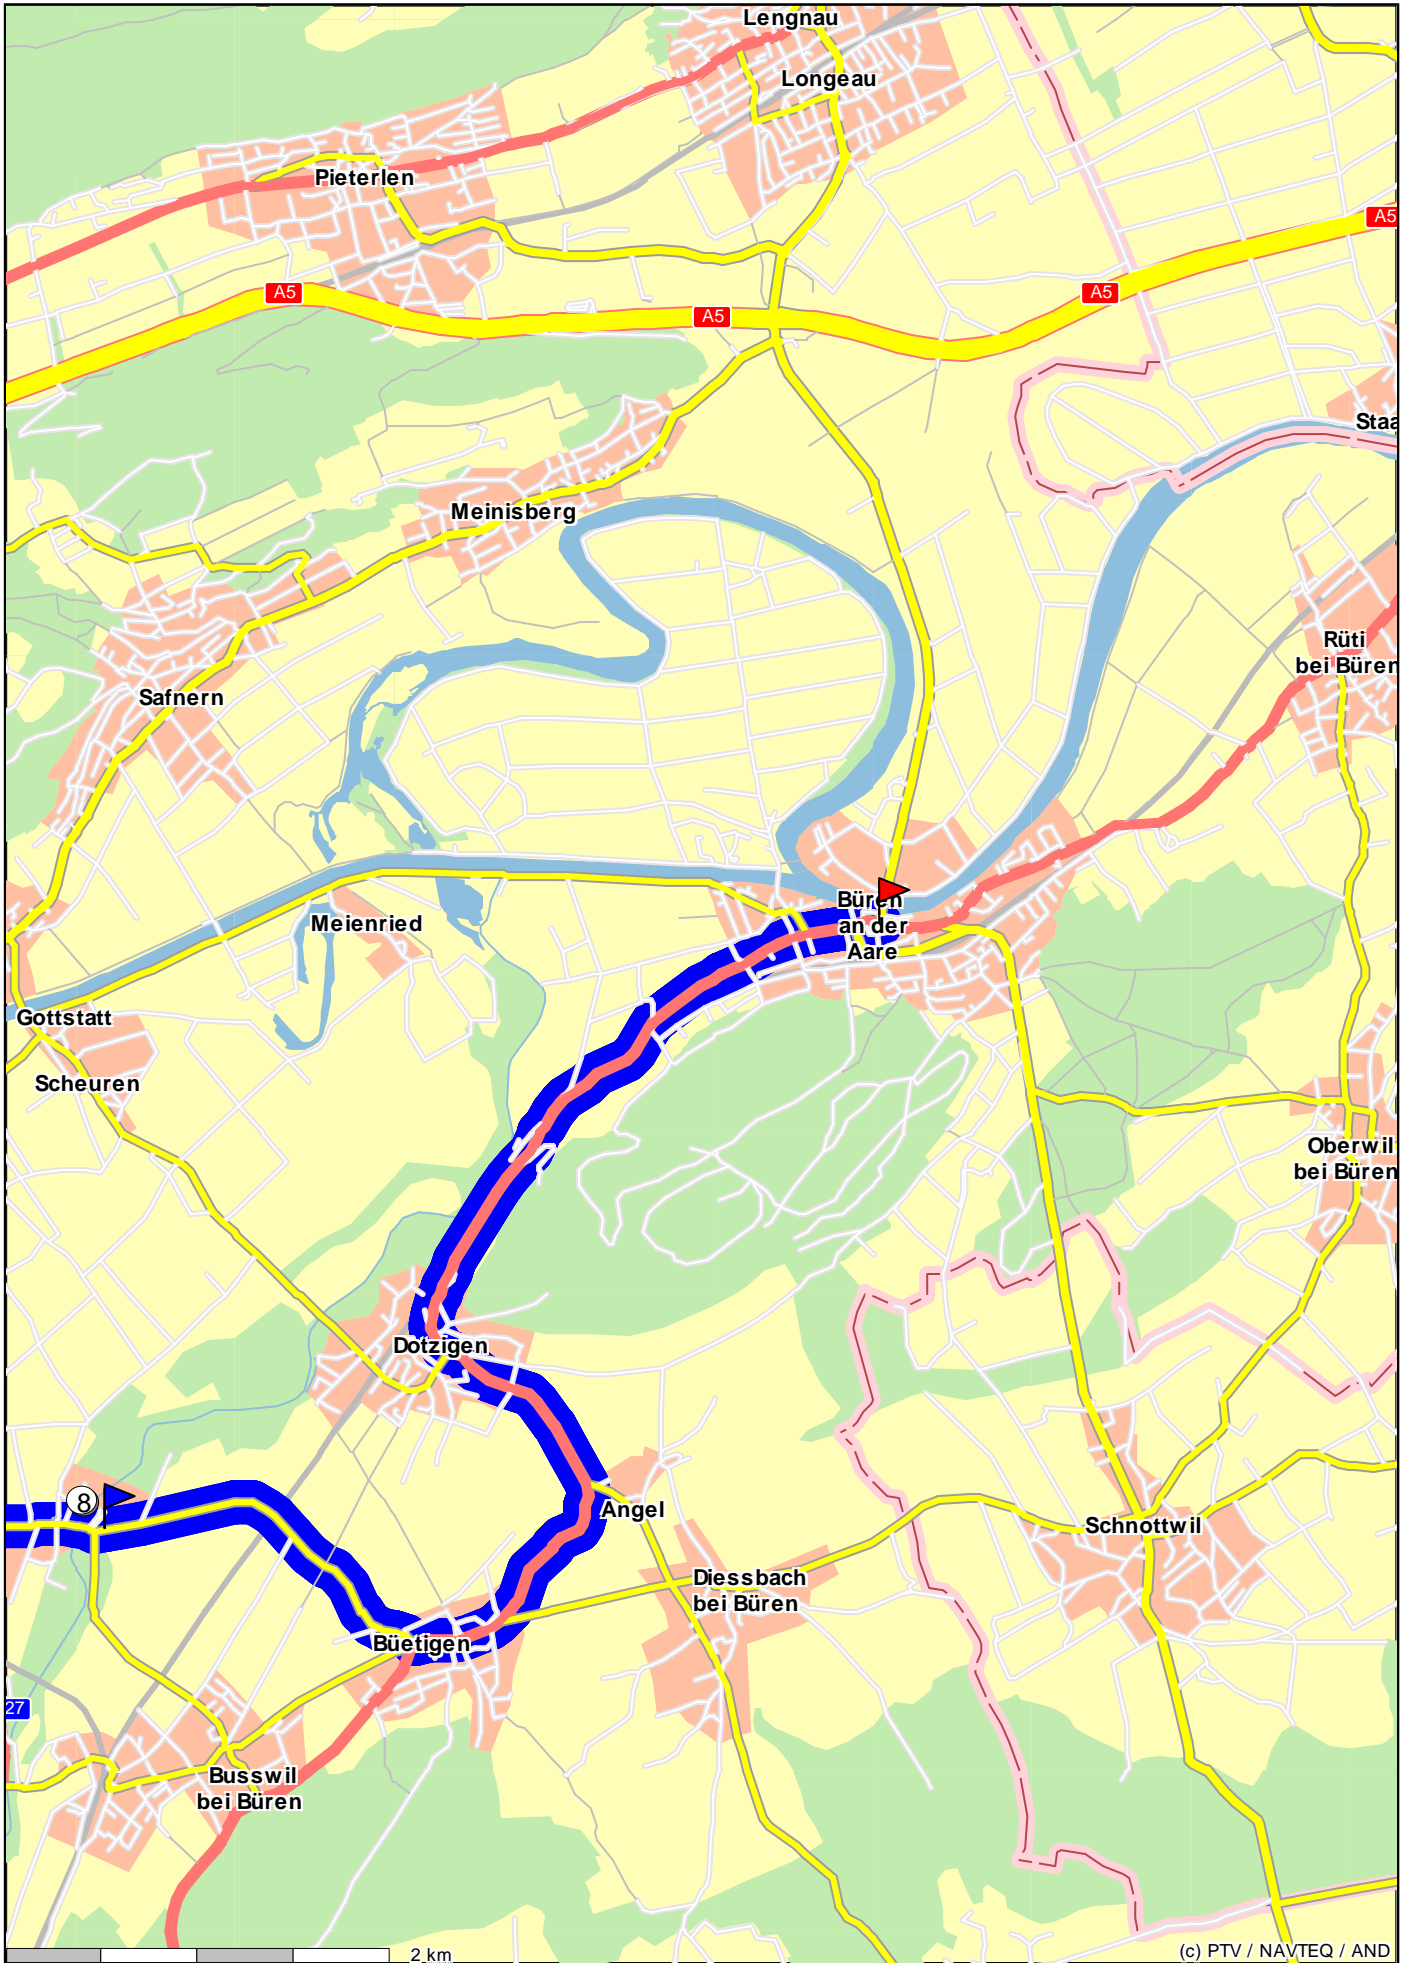 Lengnau
Longeau
Pieterlen
A5
A5
A5
A5
Staa
Meinisberg
Rüti
bei Büren
Safnern
Büren
an der
Aare
Meienried
Gottstatt
Scheuren
Oberwil
bei Büren
Dotzigen
8
Angel
Schnottwil
Diessbach
bei Büren
Büetigen
27
Busswil
bei Büren
2 km
(c) PTV / NAVTEQ / AND